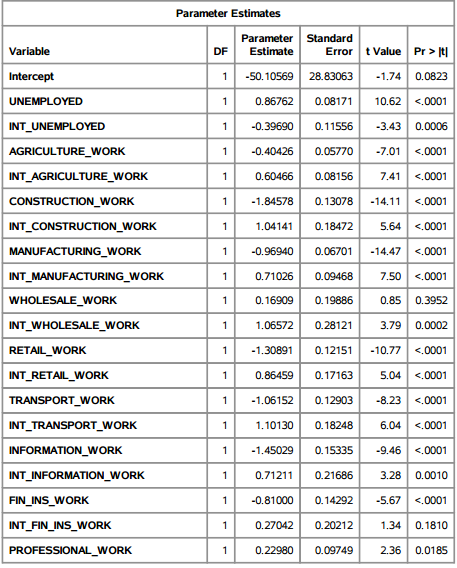 Parameter Estimates
Variable DF Parameter Estimate Standard Error t Value Pr > |t|
Intercept 1 -50.10569 28.83063 -1.74 0.0823
UNEMPLOYED 1 0.86762 0.08171 10.62 <.0001
INT_UNEMPLOYED 1 -0.39690 0.11556 -3.43 0.0006
AGRICULTURE_WORK 1 -0.40426 0.05770 -7.01 <.0001
INT_AGRICULTURE_WORK 1 0.60466 0.08156 7.41 <.0001
CONSTRUCTION_WORK 1 -1.84578 0.13078 -14.11 <.0001
INT_CONSTRUCTION_WORK 1 1.04141 0.18472 5.64 <.0001
MANUFACTURING_WORK 1 -0.96940 0.06701 -14.47 <.0001
INT_MANUFACTURING_WORK 1 0.71026 0.09468 7.50 <.0001
WHOLESALE_WORK 1 0.16909 0.19886 0.85 0.3952
INT_WHOLESALE_WORK 1 1.06572 0.28121 3.79 0.0002
RETAIL_WORK 1 -1.30891 0.12151 -10.77 <.0001
INT_RETAIL_WORK 1 0.86459 0.17163 5.04 <.0001
TRANSPORT_WORK 1 -1.06152 0.12903 -8.23 <.0001
INT_TRANSPORT_WORK 1 1.10130 0.18248 6.04 <.0001
INFORMATION_WORK 1 -1.45029 0.15335 -9.46 <.0001
INT_INFORMATION_WORK 1 0.71211 0.21686 3.28 0.0010
FIN_INS_WORK 1 -0.81000 0.14292 -5.67 <.0001
INT_FIN_INS_WORK 1 0.27042 0.20212 1.34 0.1810
PROFESSIONAL_WORK 1 0.22980 0.09749 2.36 0.0185